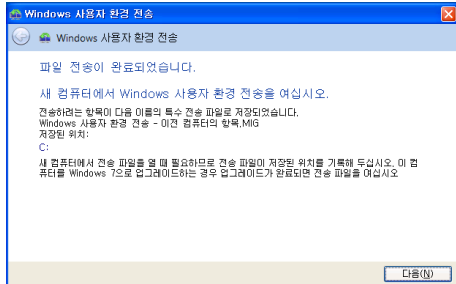 Windows 사용자 환경 전송
Windows 사용자 환경 전송
파일 전송이 완료되었습니다.
새 컴퓨터에서 Windows 사용자 환경 전송을 여십시오.
전송하려는 항목이 다음 이름의 특수 전송 파일로 저장되었습니다.
Windows 사용자 환경 전송 - 이전 컴퓨터의 항목.MIG
저장된 위치:
C:
새 컴퓨터에서 전송 파일을 열 때 필요하므로 전송 파일이 저장된 위치를 기록해 두십시오. 이 컴
퓨터를 Windows 7으로 업그레이드하는 경우 업그레이드가 완료되면 전송 파일을 여십시오
다음(N)